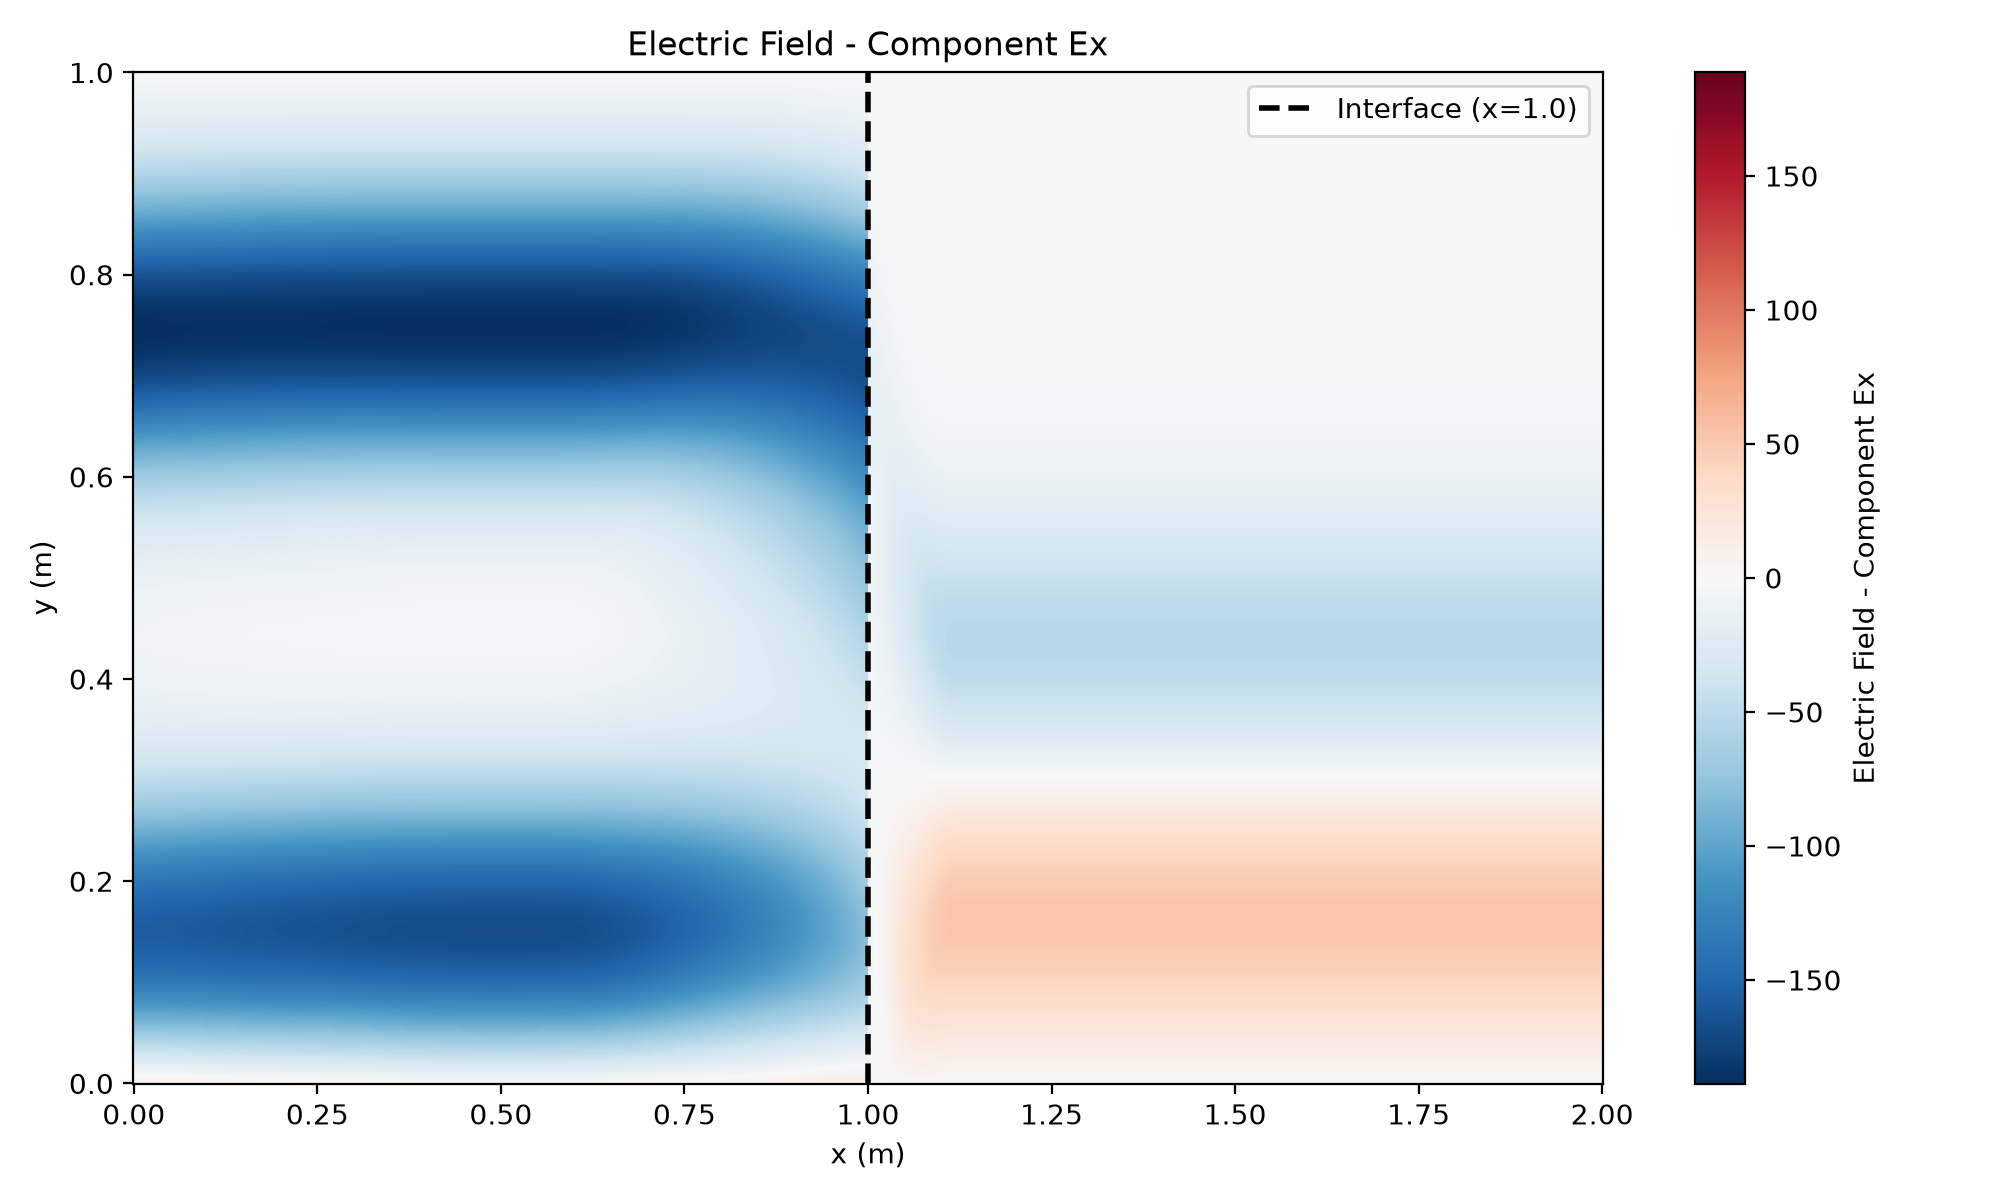 Electric Field - Component Ex
Interface (x=1.0)
1.0
0.8
0.6
0.4
0.2
0.0
y (m)
0.00 0.25 0.50 0.75 1.00 1.25 1.50 1.75 2.00
x (m)
150
100
50
0
−50
−100
−150
Electric Field - Component Ex